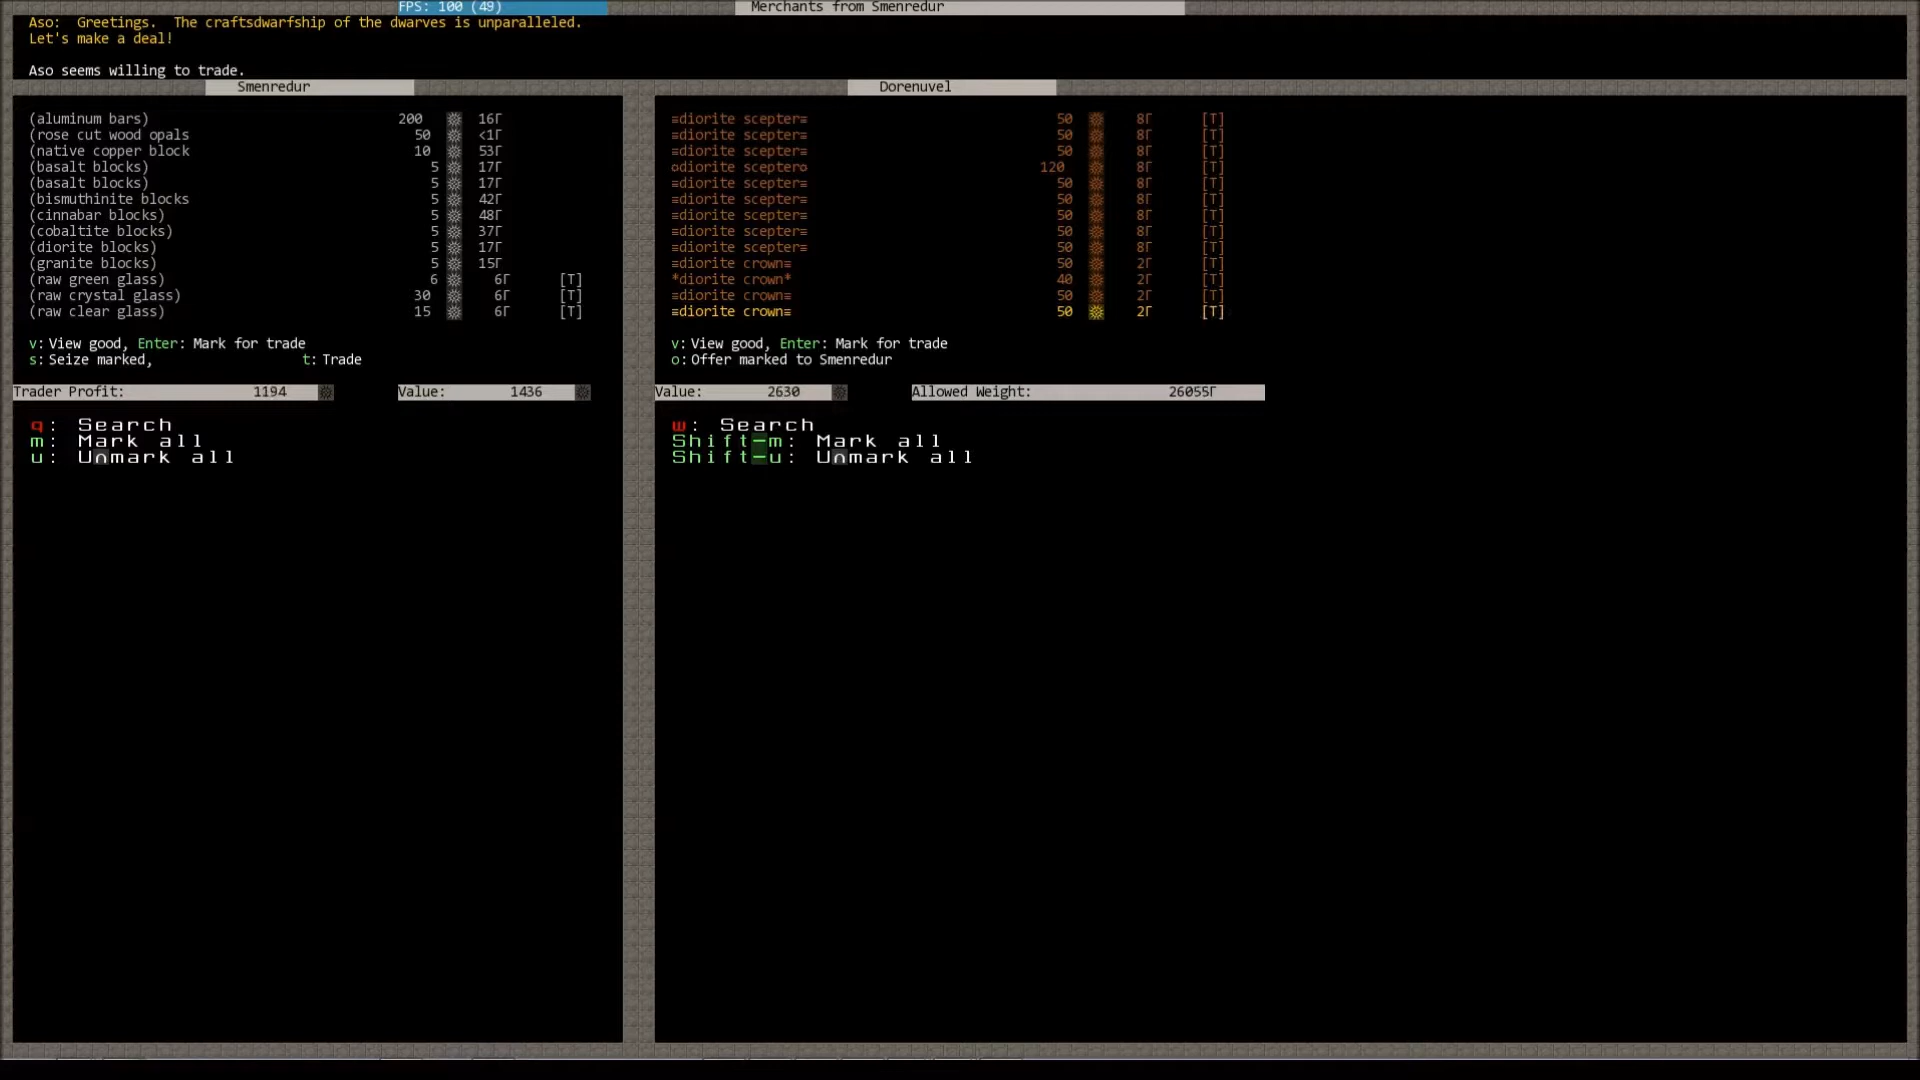 FPS: 100 (49) Merchants from Smenredur
Aso: Greetings. The craftsdwarfship of the dwarves is unparalleled.
Let's make a deal!
Aso seems willing to trade.
Smenredur Dorenuvel
(aluminum bars) 200 ☼ 16Γ ≡diorite scepter≡ 50 ☼ 8Γ [T]
(rose cut wood opals 50 ☼ <1Γ ≡diorite scepter≡ 50 ☼ 8Γ [T]
(native copper block 10 ☼ 53Γ ≡diorite scepter≡ 50 ☼ 8Γ [T]
(basalt blocks) 5 ☼ 17Γ ☼diorite scepter☼ 120 ☼ 8Γ [T]
(basalt blocks) 5 ☼ 17Γ ≡diorite scepter≡ 50 ☼ 8Γ [T]
(bismuthinite blocks 5 ☼ 42Γ ≡diorite scepter≡ 50 ☼ 8Γ [T]
(cinnabar blocks) 5 ☼ 48Γ ≡diorite scepter≡ 50 ☼ 8Γ [T]
(cobaltite blocks) 5 ☼ 37Γ ≡diorite scepter≡ 50 ☼ 8Γ [T]
(diorite blocks) 5 ☼ 17Γ ≡diorite scepter≡ 50 ☼ 8Γ [T]
(granite blocks) 5 ☼ 15Γ ≡diorite crown≡ 50 ☼ 2Γ [T]
(raw green glass) 6 ☼ 6Γ [T] *diorite crown* 40 ☼ 2Γ [T]
(raw crystal glass) 30 ☼ 6Γ [T] ≡diorite crown≡ 50 ☼ 2Γ [T]
(raw clear glass) 15 ☼ 6Γ [T] ≡diorite crown≡ 50 ☼ 2Γ [T]
v: View good, Enter: Mark for trade v: View good, Enter: Mark for trade
s: Seize marked, t: Trade o: Offer marked to Smenredur
Trader Profit: 1194 ☼ Value: 1436 ☼ Value: 2630 ☼ Allowed Weight: 26055Γ
q: Search w: Search
m: Mark all Shift-m: Mark all
u: Unmark all Shift-u: Unmark all